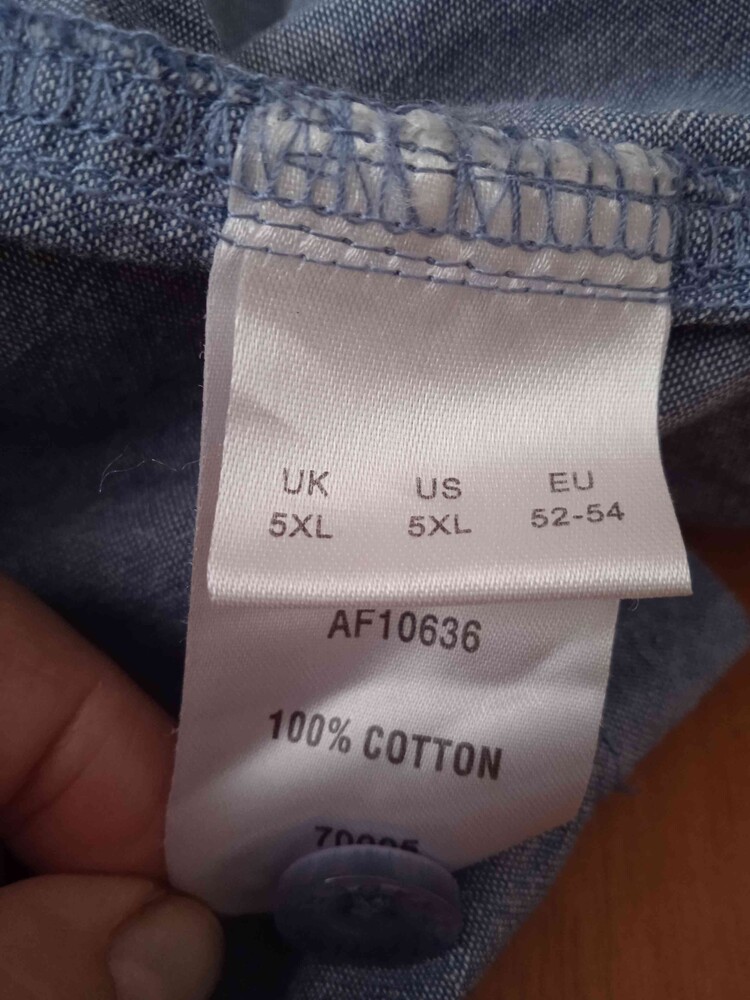 UK US EU
5XL 5XL 52-54
AF10636
100% COTTON